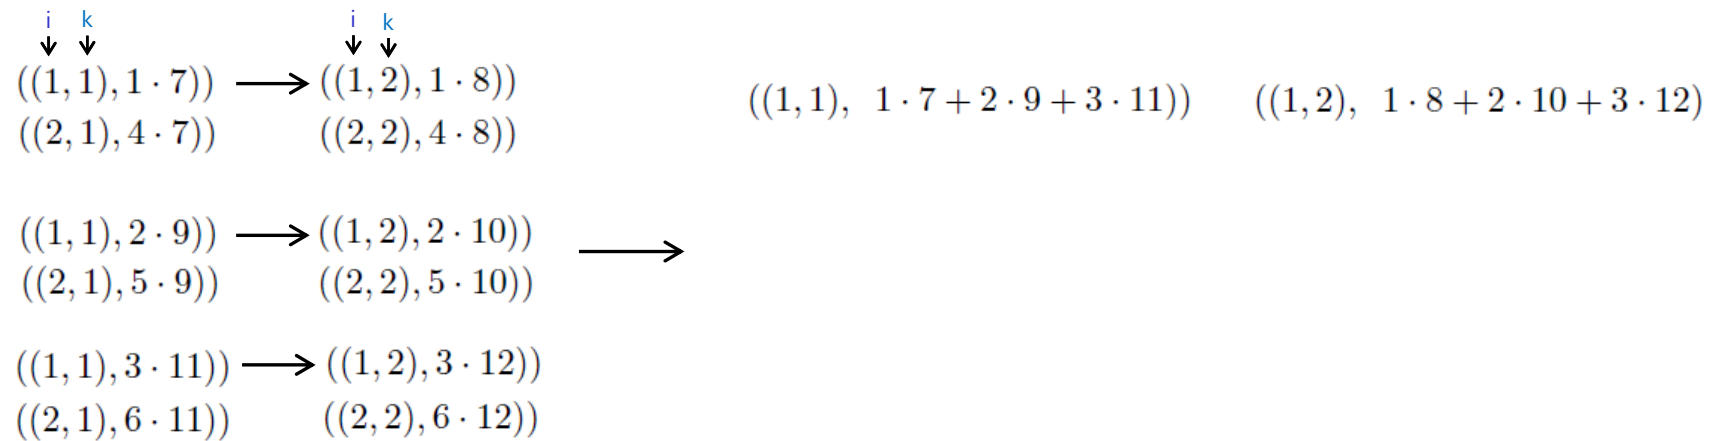 i k i k
((1, 1), 1 · 7)) ((1, 2), 1 · 8)) ((1, 1), 1 · 7 + 2 · 9 + 3 · 11)) ((1, 2), 1 · 8 + 2 · 10 + 3 · 12)
((2, 1), 4 · 7)) ((2, 2), 4 · 8))
((1, 1), 2 · 9)) ((1, 2), 2 · 10))
((2, 1), 5 · 9)) ((2, 2), 5 · 10))
((1, 1), 3 · 11)) ((1, 2), 3 · 12))
((2, 1), 6 · 11)) ((2, 2), 6 · 12))